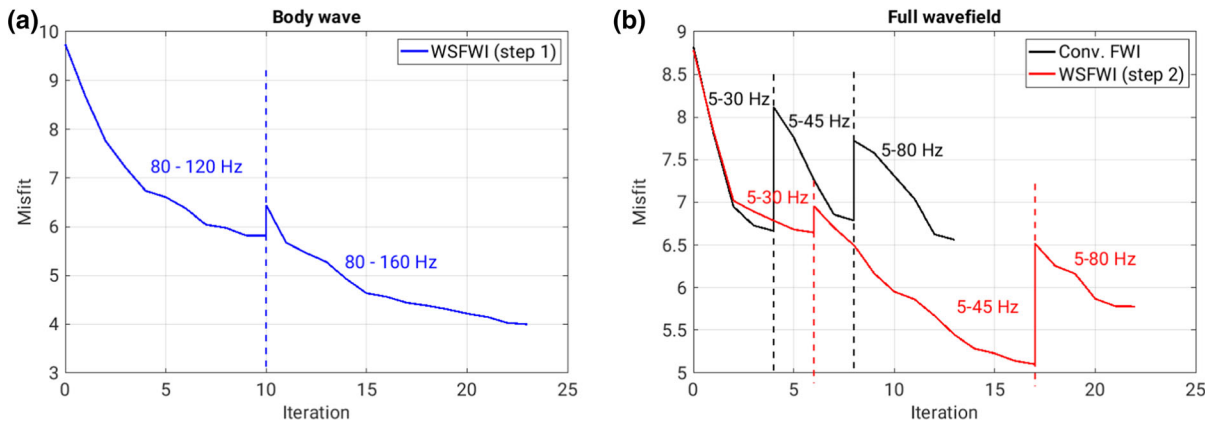 (a)
Body wave
WSFWI (step 1)
10
9
8
7
6
5
4
3
Misfit
80 - 120 Hz
80 - 160 Hz
0 5 10 15 20 25
Iteration
(b)
Full wavefield
Conv. FWI
WSFWI (step 2)
9
8.5
8
7.5
7
6.5
6
5.5
5
Misfit
5-30 Hz
5-45 Hz
5-80 Hz
5-30 Hz
5-45 Hz
5-80 Hz
0 5 10 15 20 25
Iteration